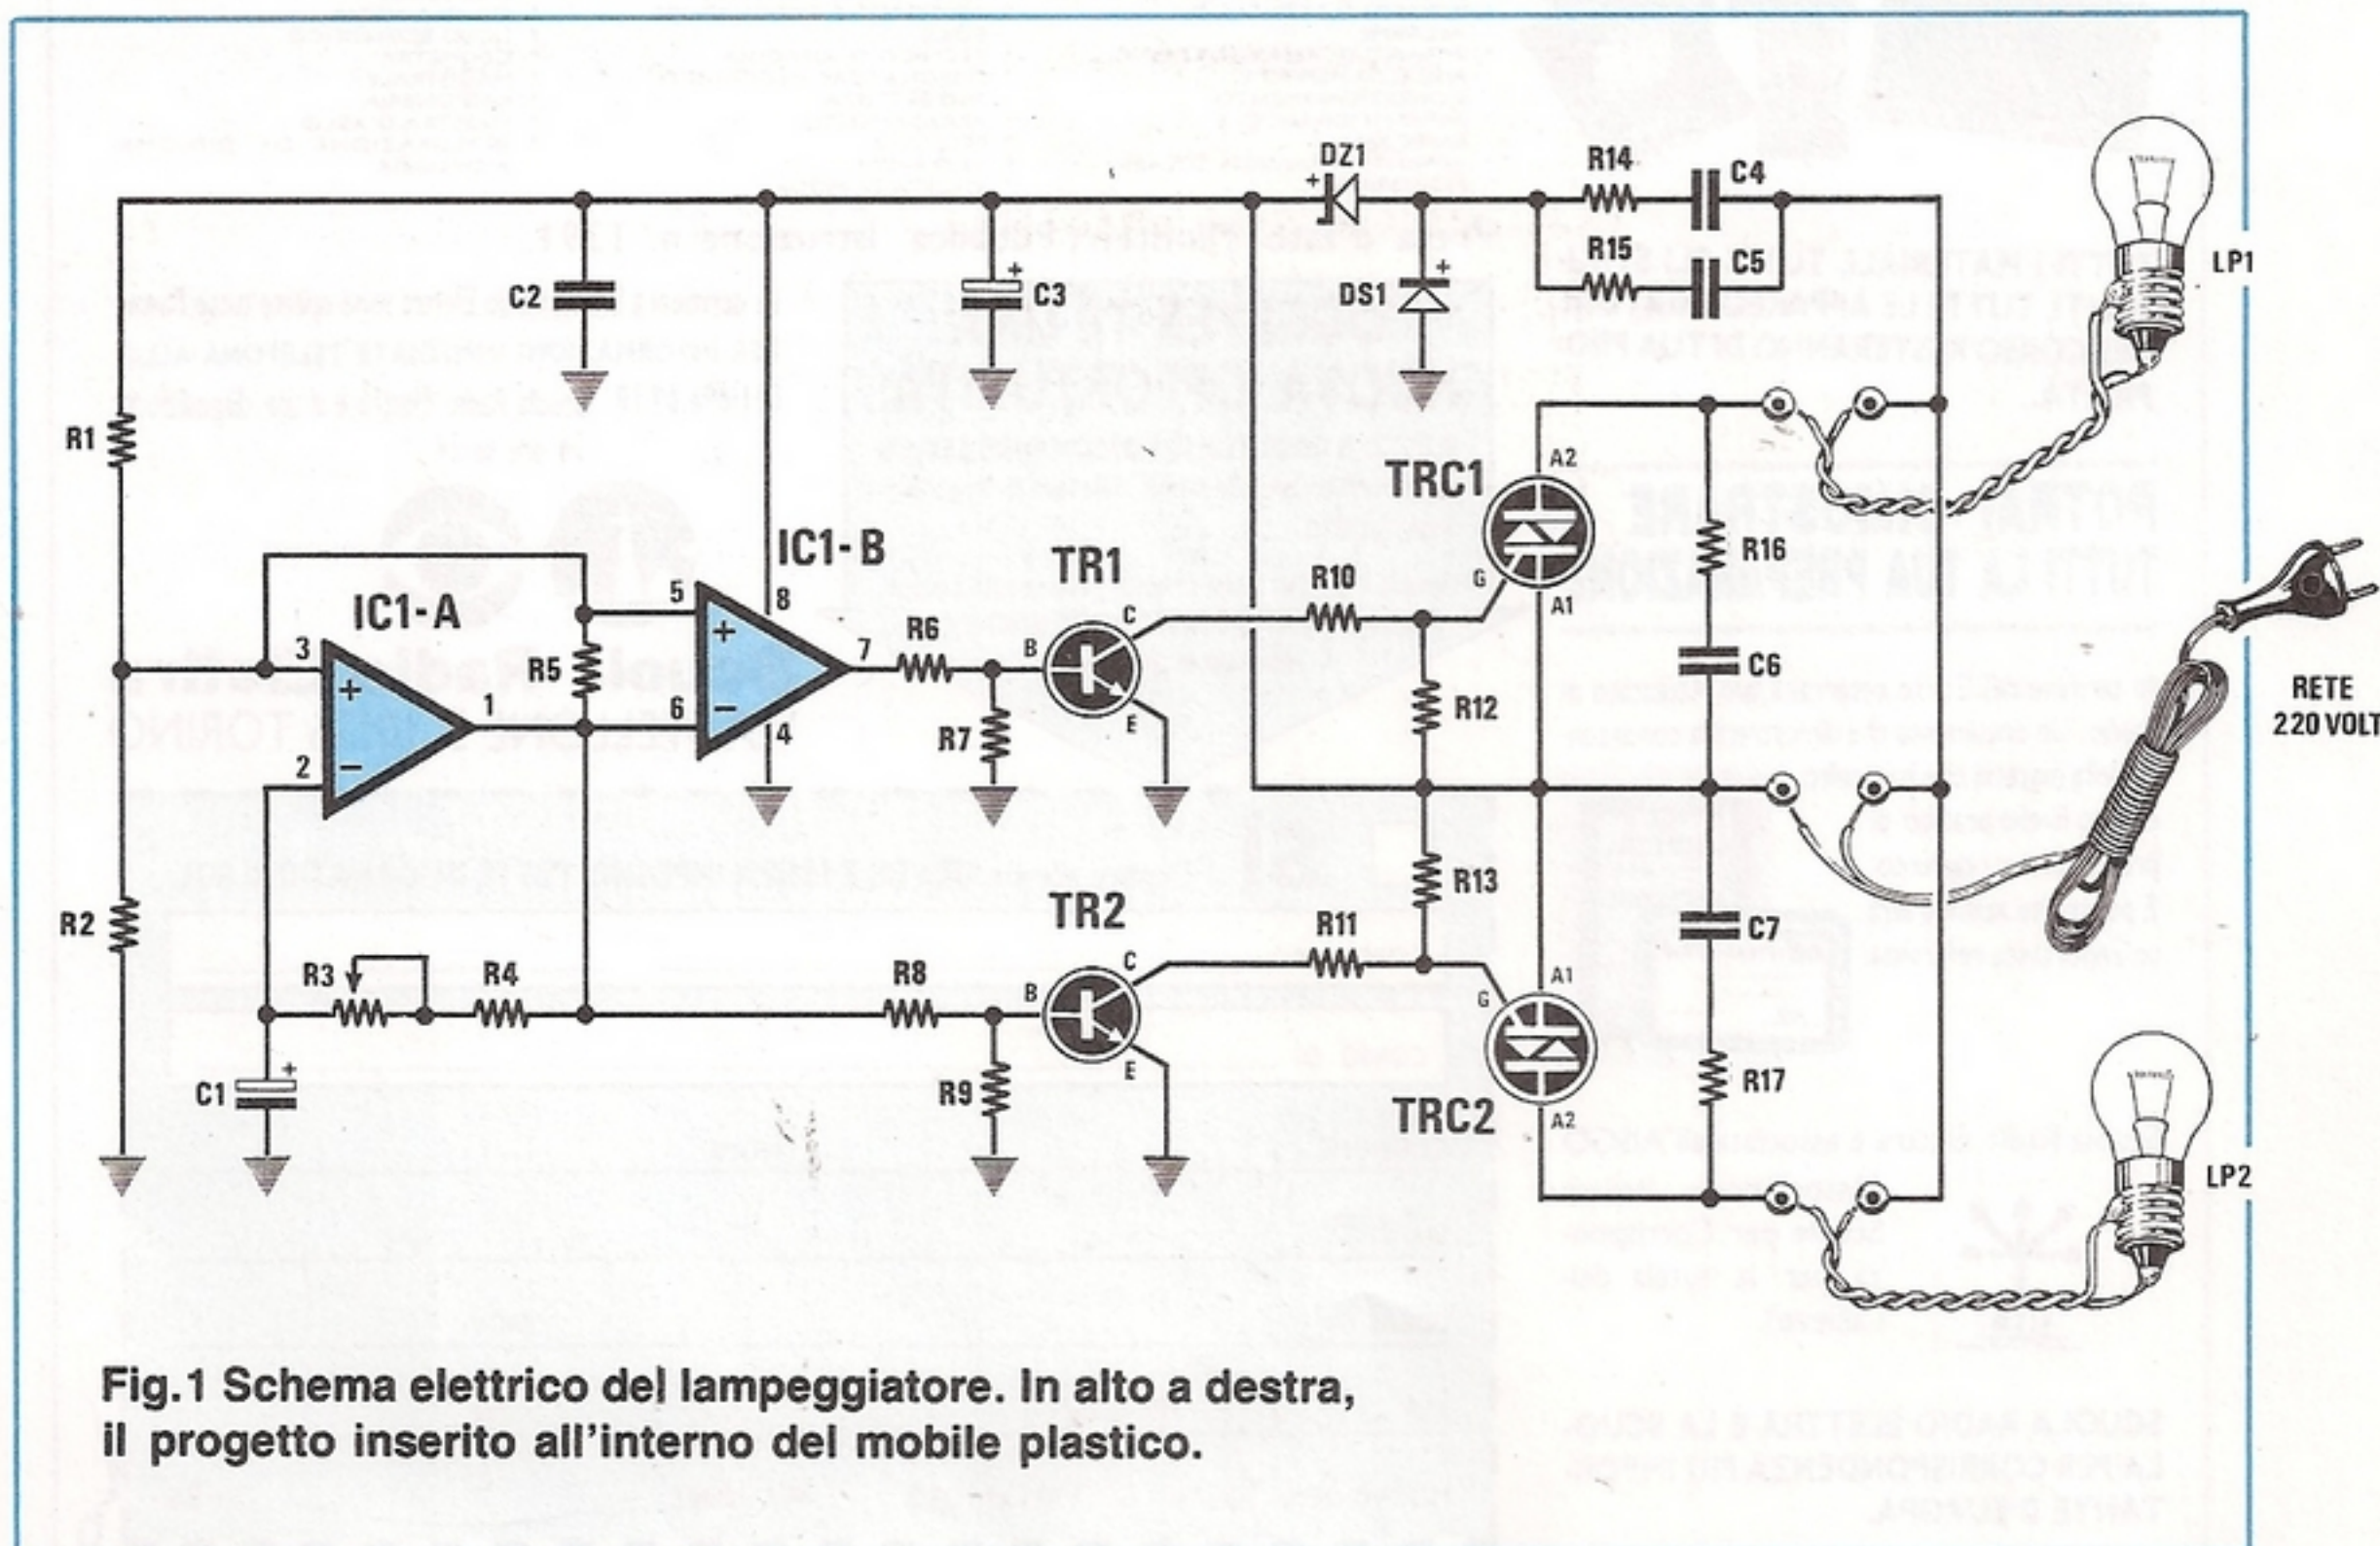 DZ1
+
R14
C4
R15
C5
LP1
C2
+
C3
+
DS1
R1
A2
TRC1
G
A1
R16
C6
IC1-B
TR1
R10
IC1-A
5
8
+
3
+
R5
1
6
−
4
7
R6
B
C
E
R7
R12
2
−
RETE
220 VOLT
R2
TR2
R11
R13
C7
R3
R4
R8
B
C
E
R9
G
A1
TRC2
A2
R17
C1
+
LP2
Fig.1 Schema elettrico del lampeggiatore. In alto a destra,
il progetto inserito all'interno del mobile plastico.